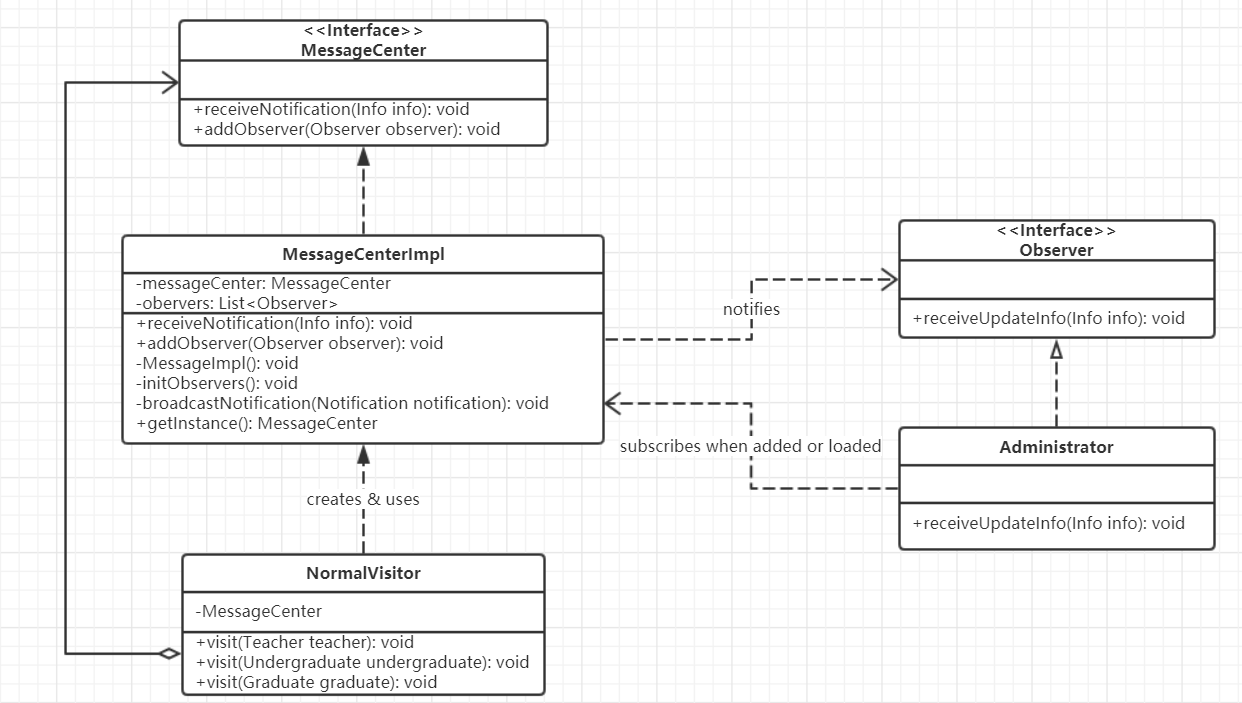 <<Interface>>
MessageCenter
+receiveNotification(Info info): void
+addObserver(Observer observer): void
MessageCenterImpl
-messageCenter: MessageCenter
-obervers: List<Observer>
+receiveNotification(Info info): void
+addObserver(Observer observer): void
-MessageImpl(): void
-initObservers(): void
-broadcastNotification(Notification notification): void
+getInstance(): MessageCenter
notifies
<<Interface>>
Observer
+receiveUpdateInfo(Info info): void
subscribes when added or loaded
Administrator
+receiveUpdateInfo(Info info): void
creates & uses
NormalVisitor
-MessageCenter
+visit(Teacher teacher): void
+visit(Undergraduate undergraduate): void
+visit(Graduate graduate): void